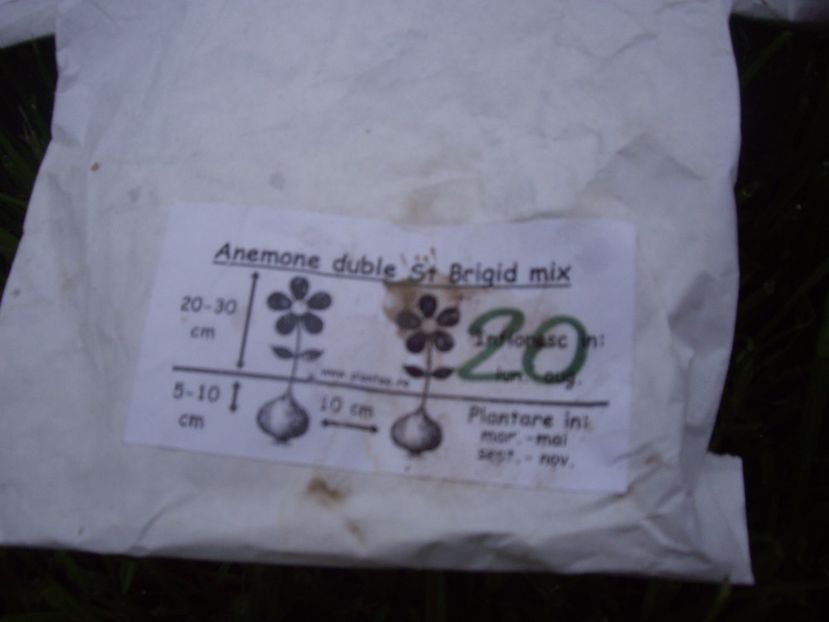 Anemone duble St Brigid mix
20-30
cm
20
Infloresc in:
iun. - aug.
5-10
cm
10 cm
Plantare in:
mar. - mai
sept. - nov.